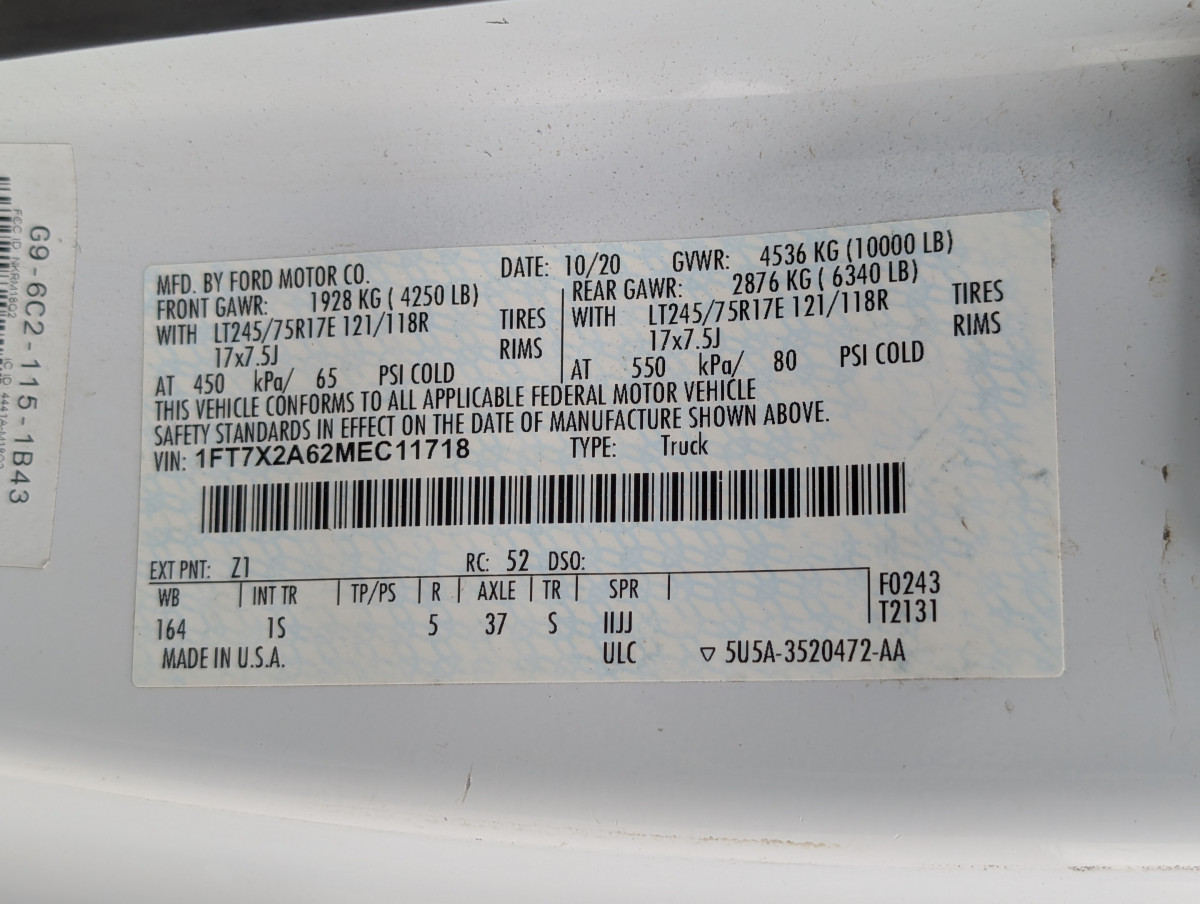 G9-6C2-115-1B43
MFD. BY FORD MOTOR CO. DATE: 10/20 GVWR: 4536 KG (10000 LB)
FRONT GAWR: 1928 KG ( 4250 LB) REAR GAWR: 2876 KG ( 6340 LB)
WITH LT245/75R17E 121/118R TIRES WITH LT245/75R17E 121/118R TIRES
17x7.5J RIMS 17x7.5J RIMS
AT 450 kPa/ 65 PSI COLD AT 550 kPa/ 80 PSI COLD
THIS VEHICLE CONFORMS TO ALL APPLICABLE FEDERAL MOTOR VEHICLE
SAFETY STANDARDS IN EFFECT ON THE DATE OF MANUFACTURE SHOWN ABOVE.
VIN: 1FT7X2A62MEC11718 TYPE: Truck
EXT PNT: Z1 RC: 52 DSO:
WB INT TR TP/PS R AXLE TR SPR F0243
164 1S 5 37 S IIJJ T2131
MADE IN U.S.A. ULC ▽ 5U5A-3520472-AA